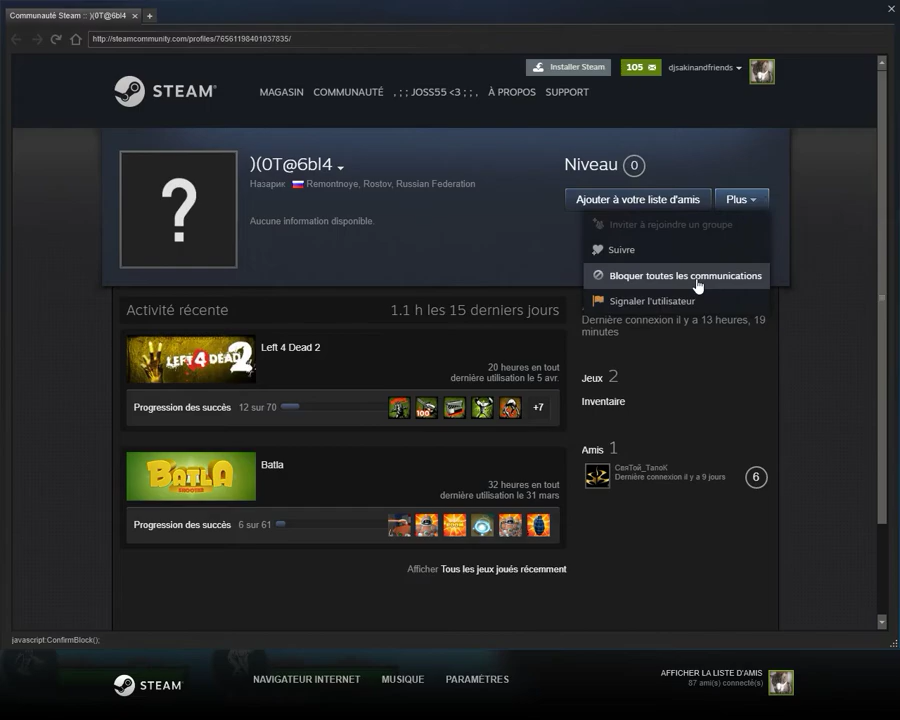 Communauté Steam :: )(0T@6bl4
http://steamcommunity.com/profiles/76561198401037835/
Installer Steam
105
djsakinandfriends
STEAM
MAGASIN COMMUNAUTÉ , ; ; ; JOSS55 <3 ; ; ; , À PROPOS SUPPORT
)(0T@6bl4
Назарик Remontnoye, Rostov, Russian Federation
Aucune information disponible.
Niveau 0
Ajouter à votre liste d'amis
Plus
Inviter à rejoindre un groupe
Suivre
Bloquer toutes les communications
Signaler l'utilisateur
Dernière connexion il y a 13 heures, 19
minutes
Activité récente 1.1 h les 15 derniers jours
LEFT 4 DEAD 2
Left 4 Dead 2
20 heures en tout
dernière utilisation le 5 avr.
Progression des succès 12 sur 70
100
+7
Jeux 2
Inventaire
BATLA
SHOOTER
Batla
32 heures en tout
dernière utilisation le 31 mars
Progression des succès 6 sur 61
Amis 1
СвяТой_ТапоК
Dernière connexion il y a 9 jours
6
Afficher Tous les jeux joués récemment
javascript:ConfirmBlock();
STEAM
NAVIGATEUR INTERNET MUSIQUE PARAMÈTRES
AFFICHER LA LISTE D'AMIS
87 ami(s) connecté(s)